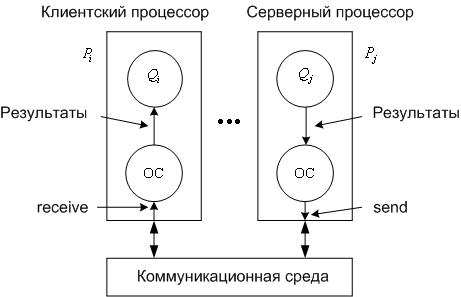 Клиентский процессор Серверный процессор
P_i Q_i Q_j P_j
Результаты ••• Результаты
ОС ОС
receive send
Коммуникационная среда